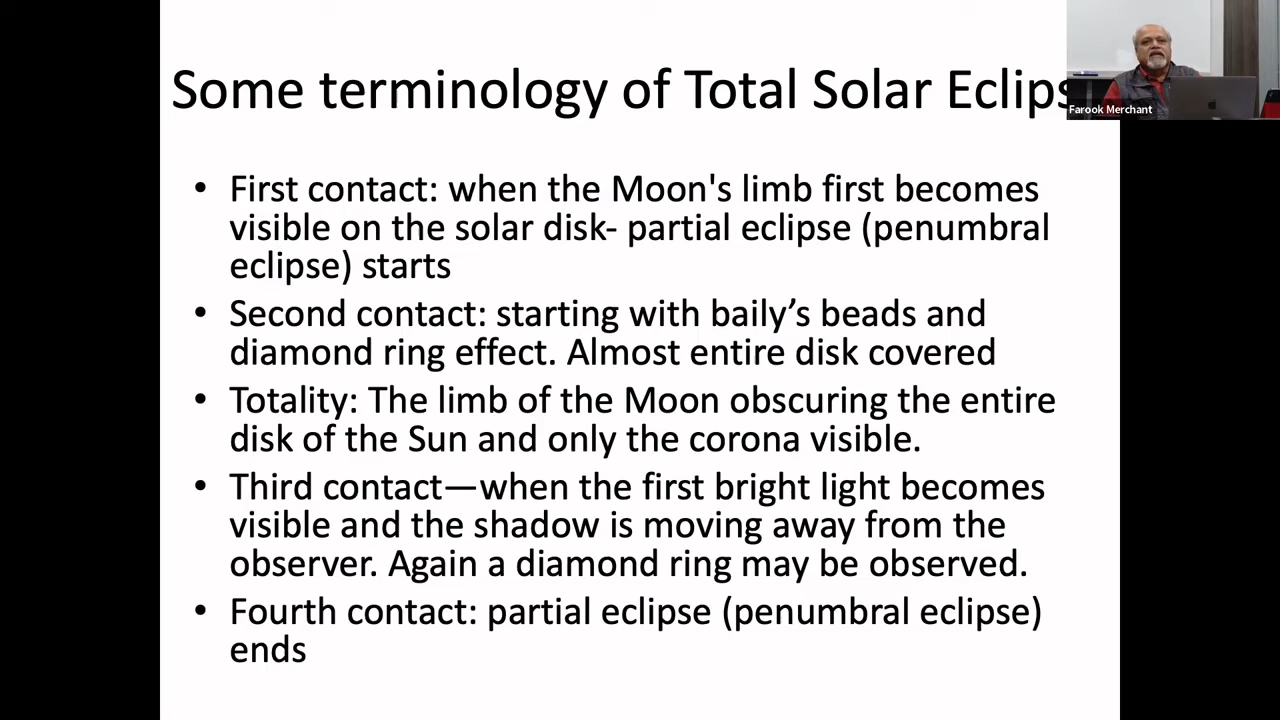 Some terminology of Total Solar Eclips
Farook Merchant
• First contact: when the Moon's limb first becomes
visible on the solar disk- partial eclipse (penumbral
eclipse) starts
• Second contact: starting with baily’s beads and
diamond ring effect. Almost entire disk covered
• Totality: The limb of the Moon obscuring the entire
disk of the Sun and only the corona visible.
• Third contact—when the first bright light becomes
visible and the shadow is moving away from the
observer. Again a diamond ring may be observed.
• Fourth contact: partial eclipse (penumbral eclipse)
ends